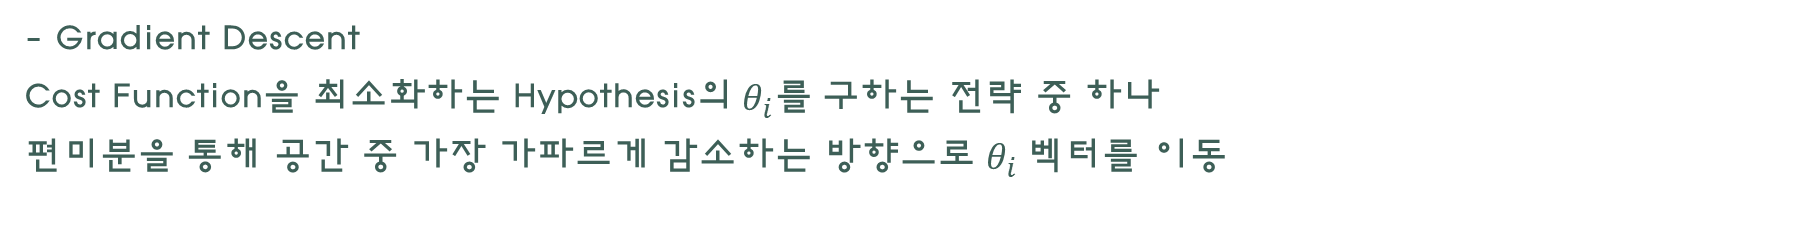 - Gradient Descent
Cost Function을 최소화하는 Hypothesis의 θᵢ를 구하는 전략 중 하나
편미분을 통해 공간 중 가장 가파르게 감소하는 방향으로 θᵢ 벡터를 이동